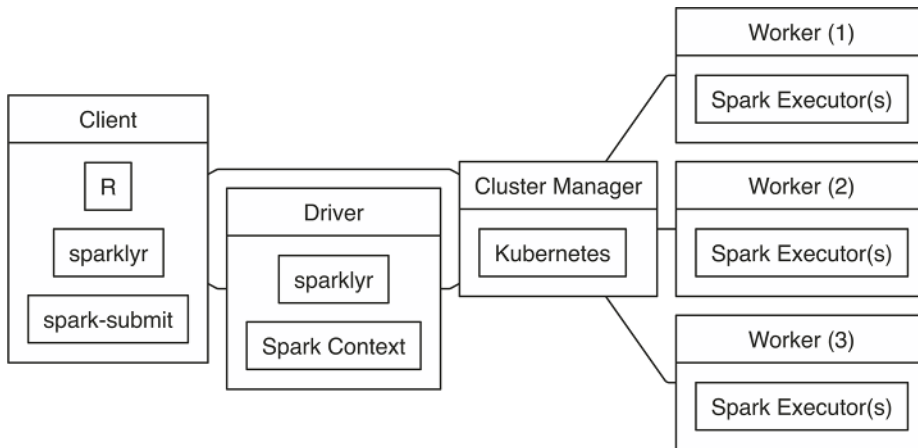 Client
R
sparklyr
spark-submit
Driver
sparklyr
Spark Context
Cluster Manager
Kubernetes
Worker (1)
Spark Executor(s)
Worker (2)
Spark Executor(s)
Worker (3)
Spark Executor(s)